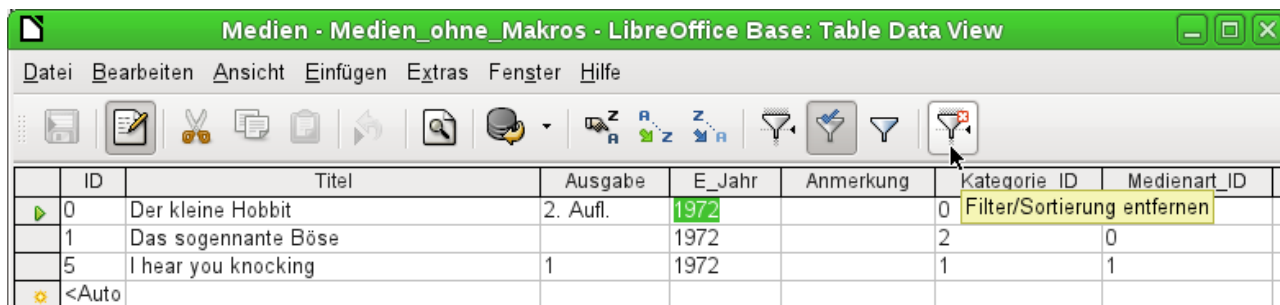 Medien - Medien_ohne_Makros - LibreOffice Base: Table Data View
Datei Bearbeiten Ansicht Einfügen Extras Fenster Hilfe
ID Titel Ausgabe E_Jahr Anmerkung Kategorie_ID Medienart_ID
0 Der kleine Hobbit 2. Aufl. 1972 0 Filter/Sortierung entfernen
1 Das sogennante Böse 1972 2 0
5 I hear you knocking 1 1972 1 1
<Auto